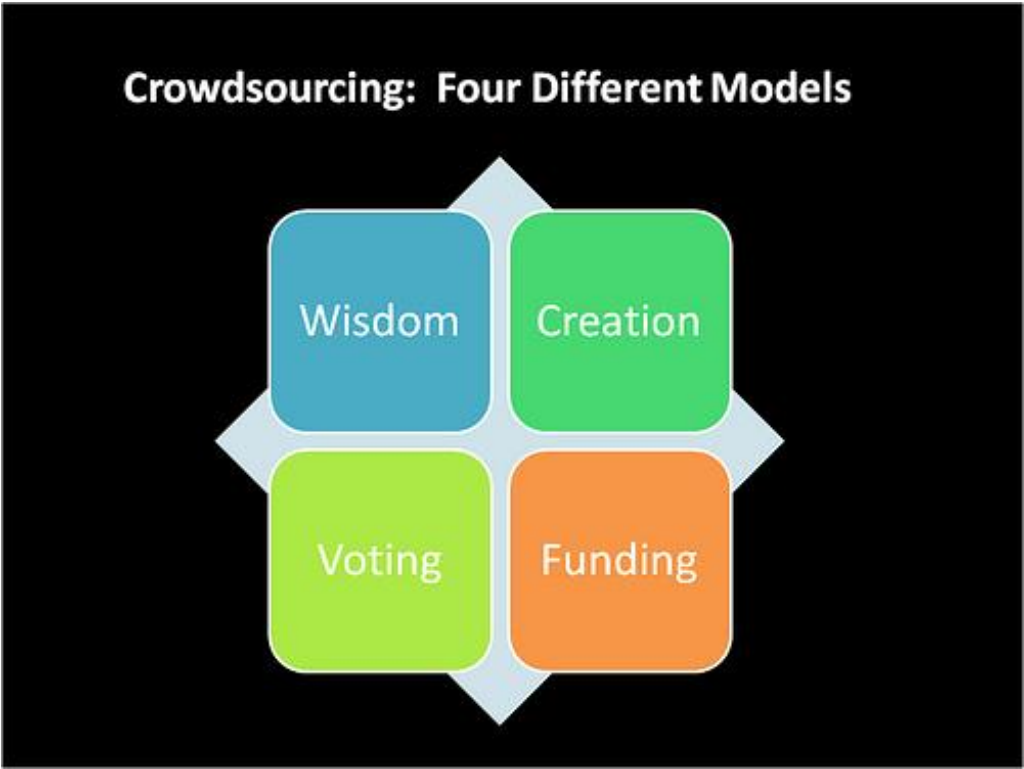 Crowdsourcing: Four Different Models
Wisdom
Creation
Voting
Funding